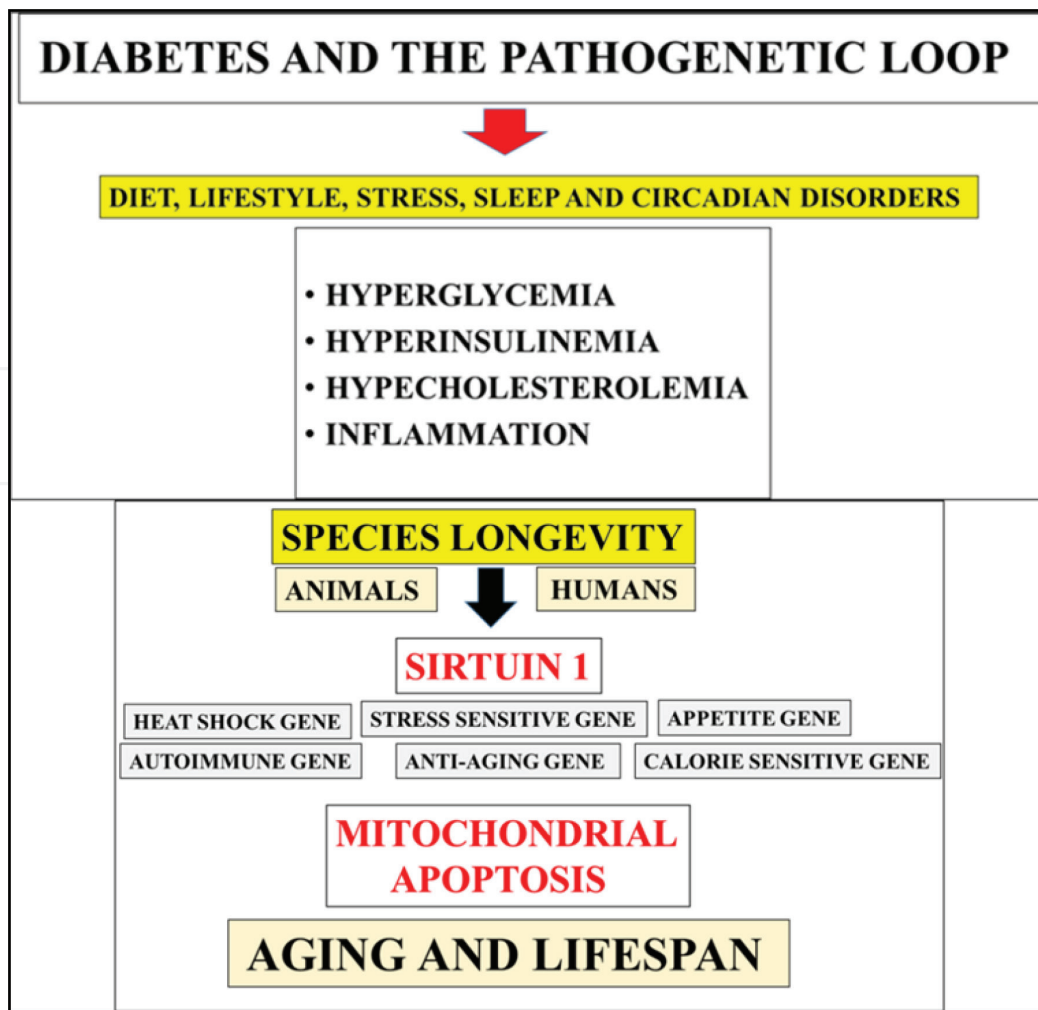 DIABETES AND THE PATHOGENETIC LOOP
DIET, LIFESTYLE, STRESS, SLEEP AND CIRCADIAN DISORDERS
• HYPERGLYCEMIA
• HYPERINSULINEMIA
• HYPECHOLESTEROLEMIA
• INFLAMMATION
SPECIES LONGEVITY
ANIMALS
HUMANS
SIRTUIN 1
HEAT SHOCK GENE
STRESS SENSITIVE GENE
APPETITE GENE
AUTOIMMUNE GENE
ANTI-AGING GENE
CALORIE SENSITIVE GENE
MITOCHONDRIAL
APOPTOSIS
AGING AND LIFESPAN